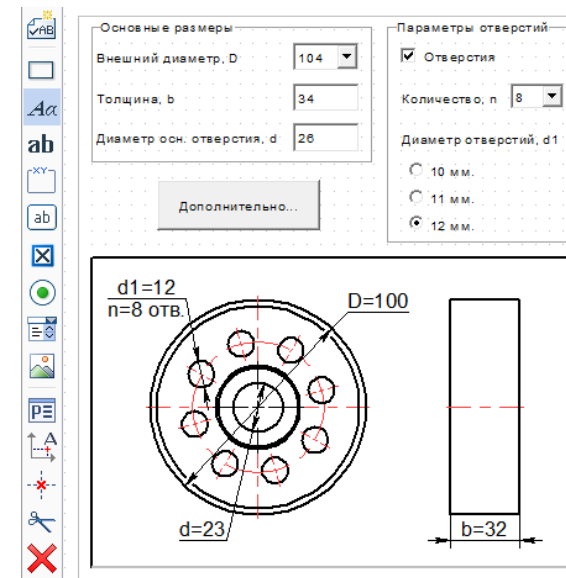 AB
Основные размеры
Внешний диаметр, D
104
Толщина, b
34
Диаметр осн. отверстия, d
26
Дополнительно...
Параметры отверстий
Отверстия
Количество, n
8
Диаметр отверстий, d1
10 мм.
11 мм.
12 мм.
Aα
ab
XY
ab
P
A
d1=12
n=8 отв.
D=100
d=23
b=32